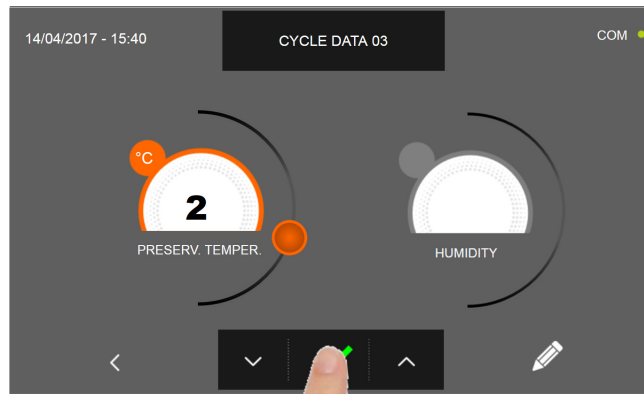 14/04/2017 - 15:40
CYCLE DATA 03
COM
°C
2
PRESERV. TEMPER.
HUMIDITY